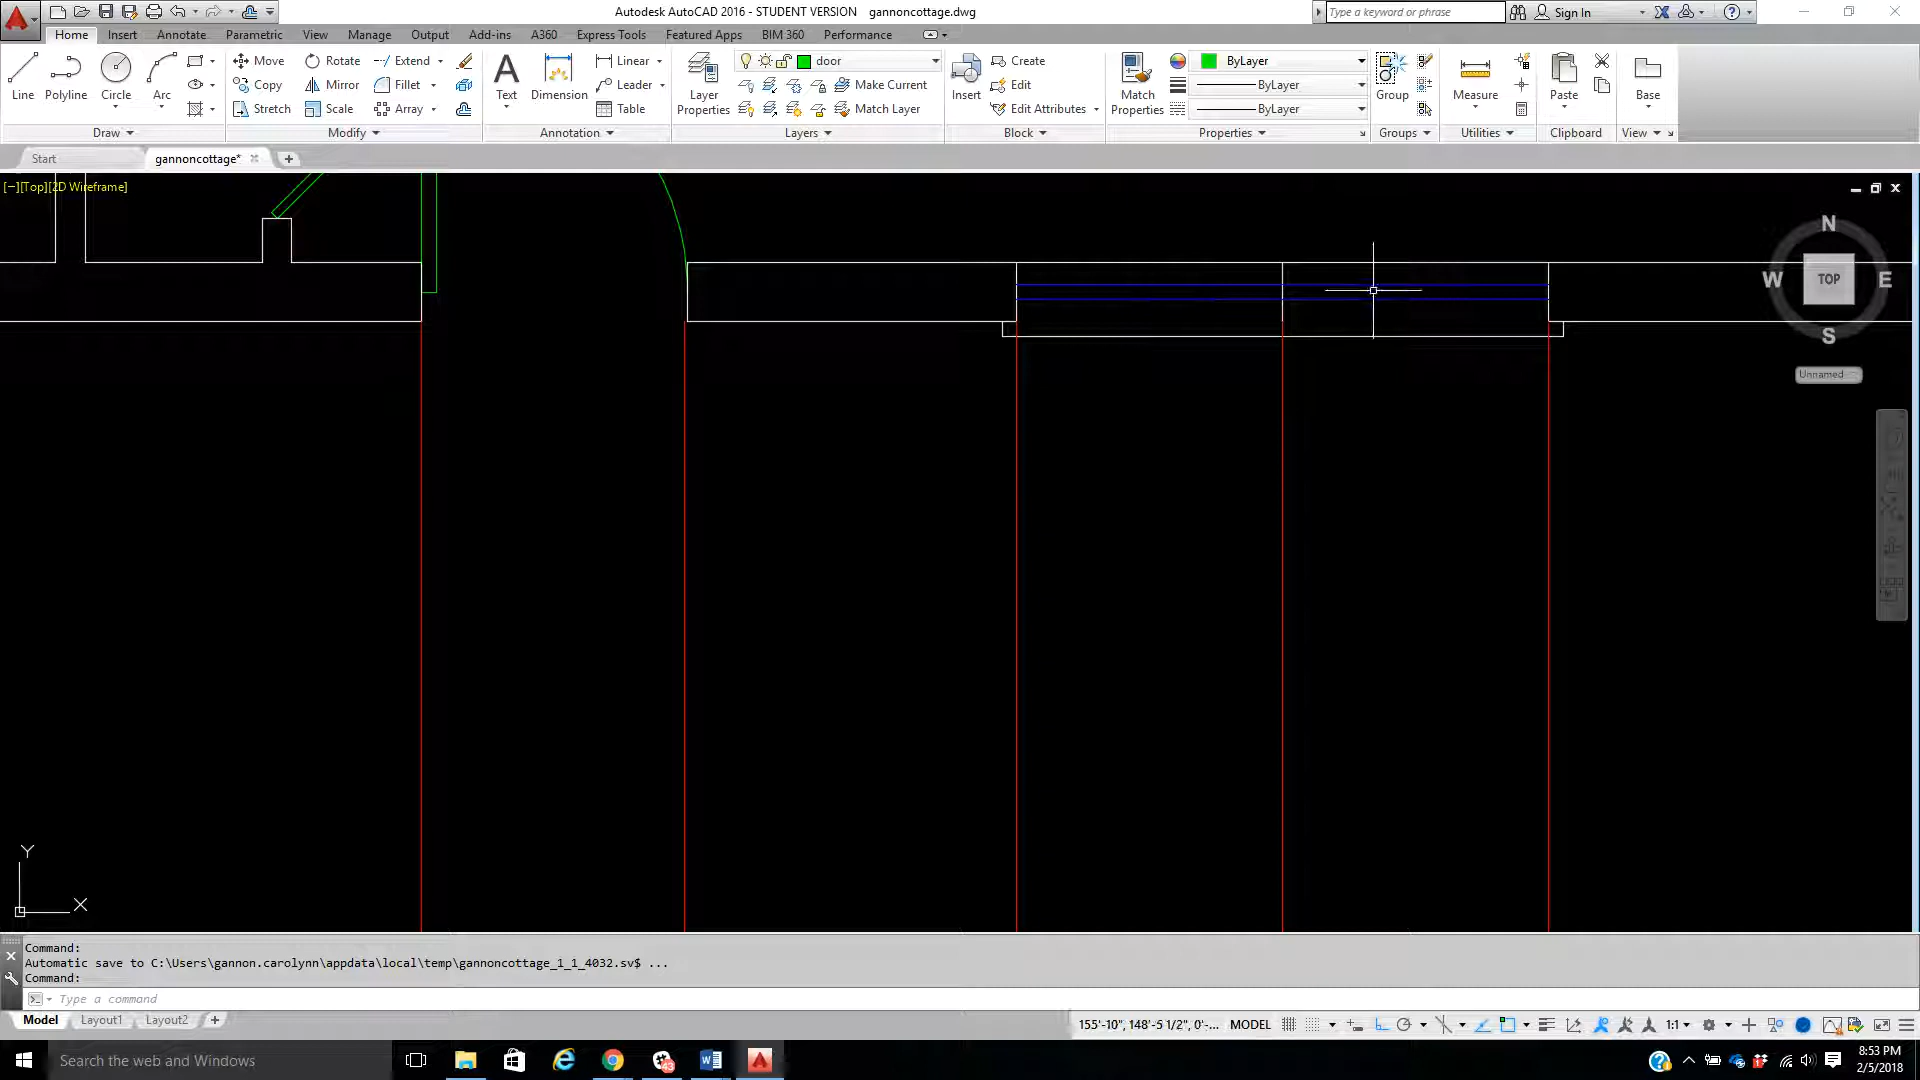 Autodesk AutoCAD 2016 - STUDENT VERSION gannoncottage.dwg
Type a keyword or phrase
Sign In
Home Insert Annotate Parametric View Manage Output Add-ins A360 Express Tools Featured Apps BIM 360 Performance
Line Polyline Circle Arc
Move Rotate Extend
Copy Mirror Fillet
Stretch Scale Array
Text Dimension
Linear
Leader
Table
Layer Properties
door
Make Current
Match Layer
Insert
Create
Edit
Edit Attributes
Match Properties
ByLayer
ByLayer
ByLayer
Group
Measure
Paste
Base
Draw Modify Annotation Layers Block Properties Groups Utilities Clipboard View
Start gannoncottage*
[−][Top][2D Wireframe]
N
W TOP E
S
Unnamed
Y
X
Command:
Automatic save to C:\Users\gannon.carolynn\appdata\local\temp\gannoncottage_1_1_4032.sv$ ...
Command:
Type a command
Model Layout1 Layout2
155'-10", 148'-5 1/2", 0'-... MODEL 1:1
Search the web and Windows
43
8:53 PM
2/5/2018